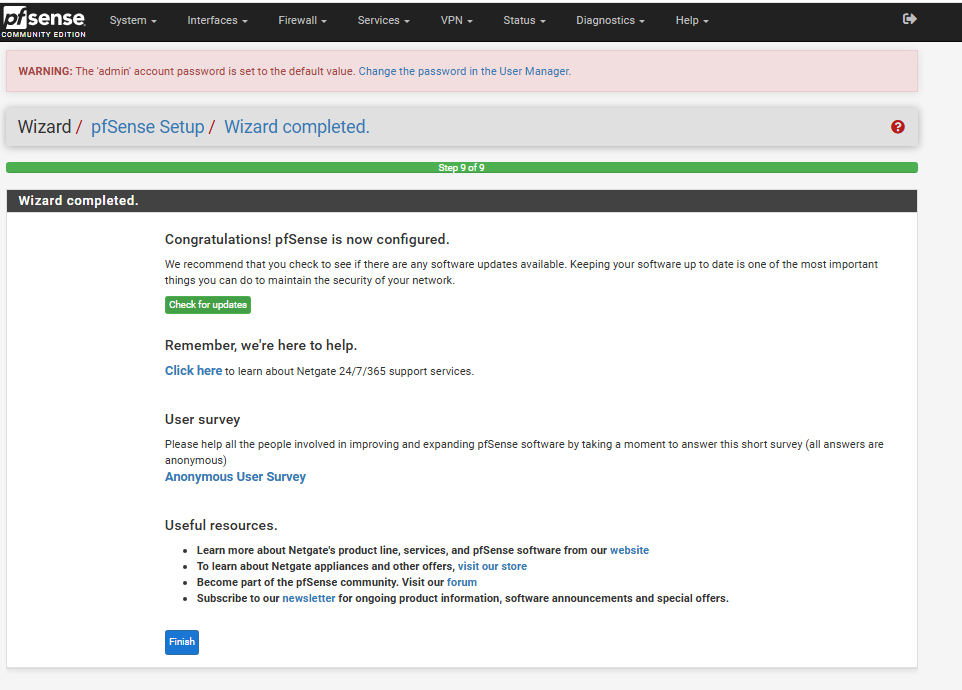 pfsense
COMMUNITY EDITION
System
Interfaces
Firewall
Services
VPN
Status
Diagnostics
Help
WARNING: The 'admin' account password is set to the default value. Change the password in the User Manager.
Wizard / pfSense Setup / Wizard completed.
?
Step 9 of 9
Wizard completed.
Congratulations! pfSense is now configured.
We recommend that you check to see if there are any software updates available. Keeping your software up to date is one of the most important
things you can do to maintain the security of your network.
Check for updates
Remember, we're here to help.
Click here to learn about Netgate 24/7/365 support services.
User survey
Please help all the people involved in improving and expanding pfSense software by taking a moment to answer this short survey (all answers are
anonymous)
Anonymous User Survey
Useful resources.
• Learn more about Netgate's product line, services, and pfSense software from our website
• To learn about Netgate appliances and other offers, visit our store
• Become part of the pfSense community. Visit our forum
• Subscribe to our newsletter for ongoing product information, software announcements and special offers.
Finish